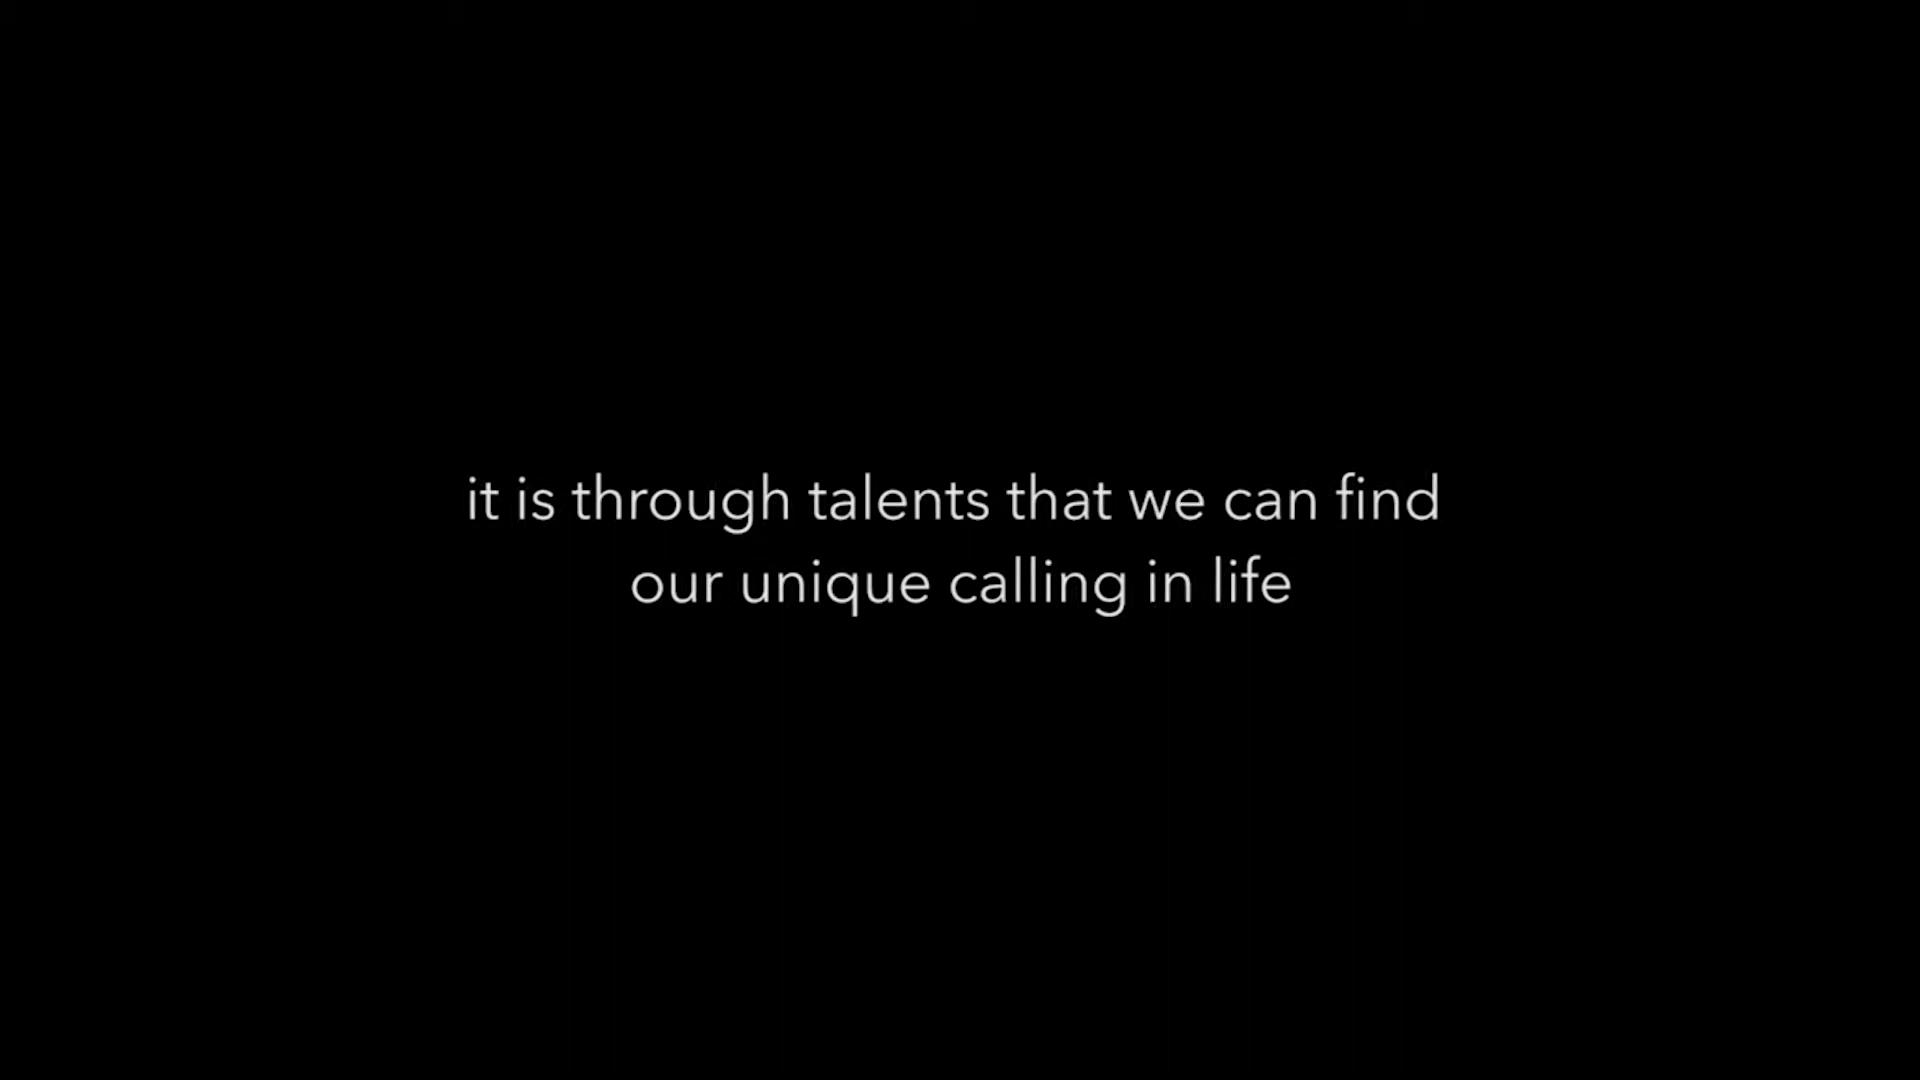 it is through talents that we can find
our unique calling in life